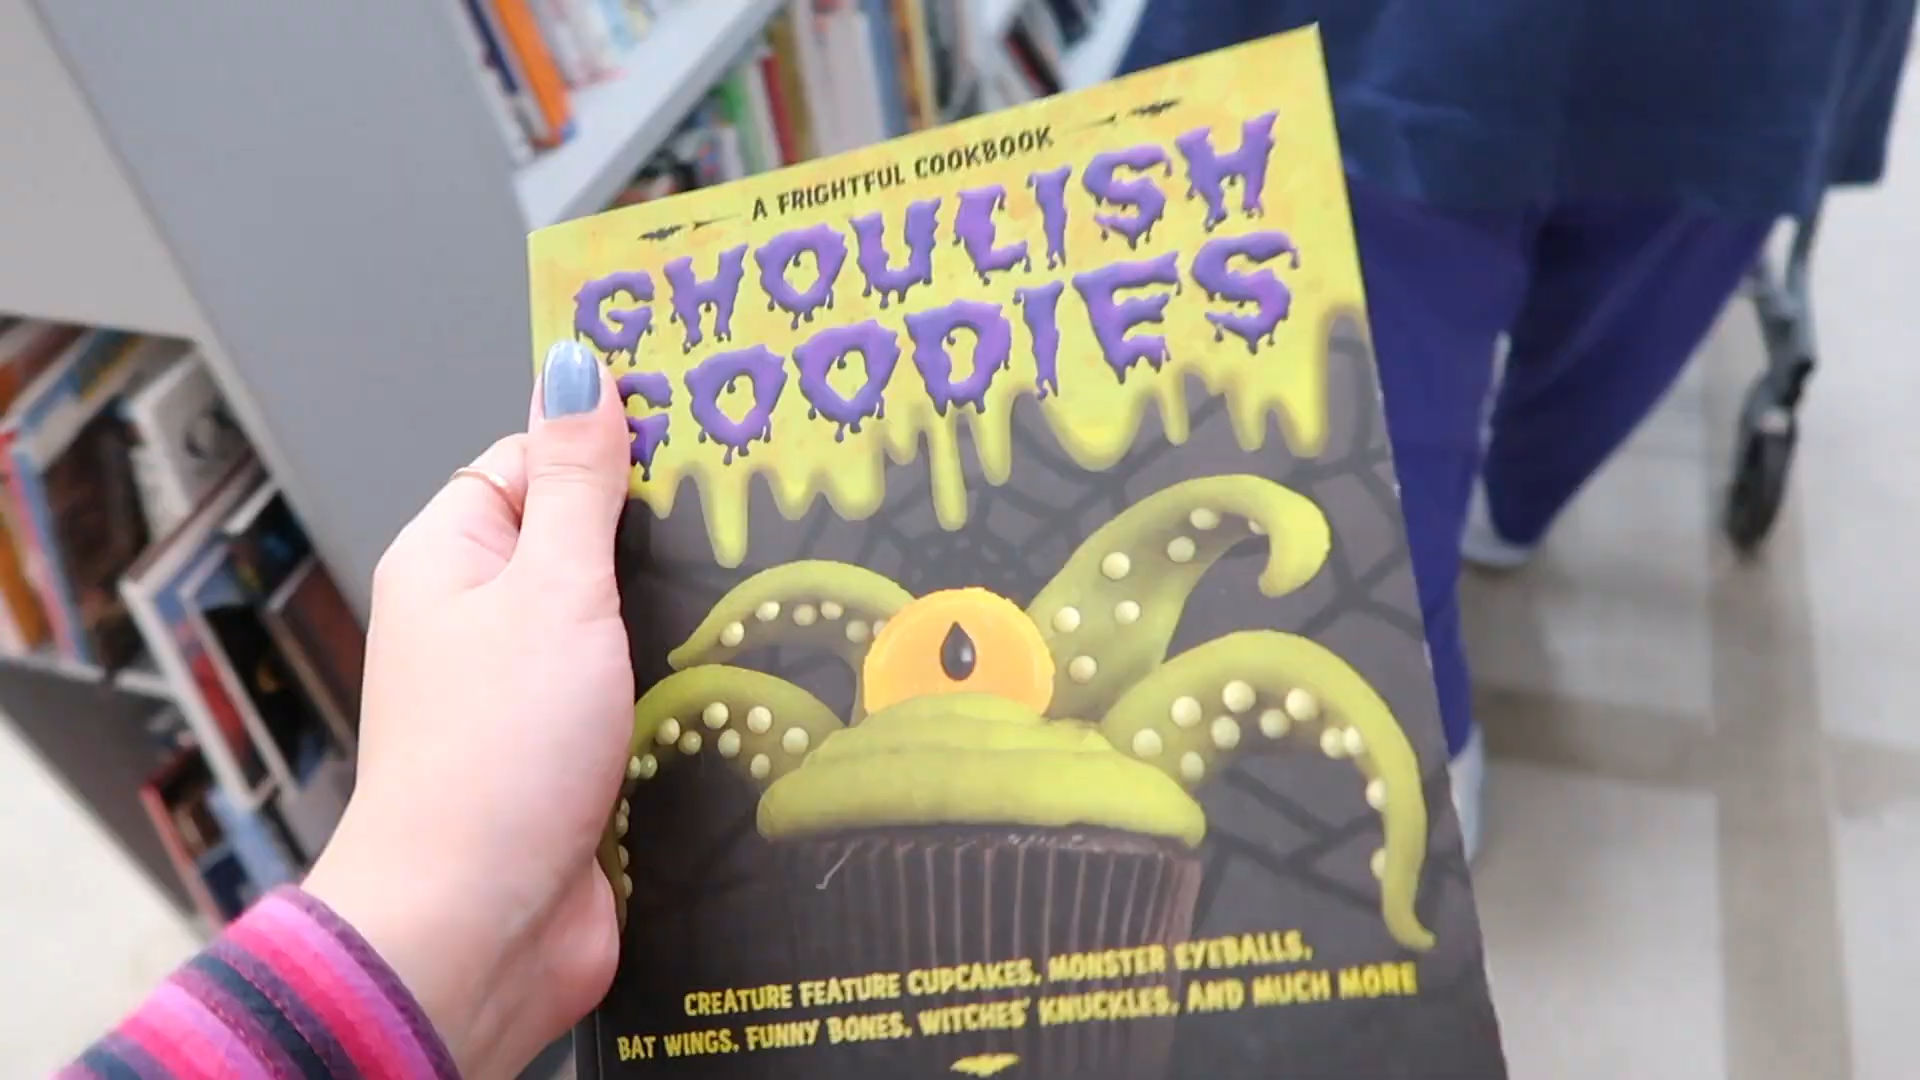 A FRIGHTFUL COOKBOOK
GHOULISH
GOODIES
CREATURE FEATURE CUPCAKES, MONSTER EYEBALLS,
BAT WINGS, FUNNY BONES, WITCHES' KNUCKLES, AND MUCH MORE